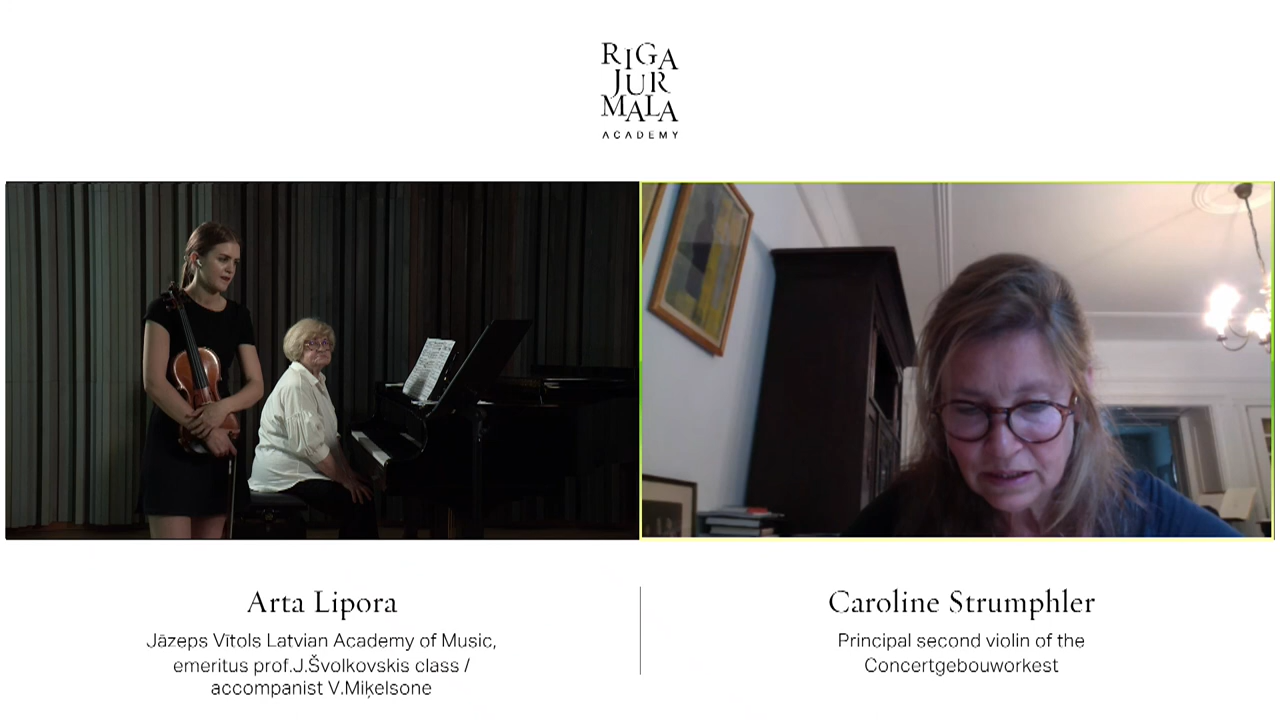 RIGA
JUR
MALA
ACADEMY
Arta Lipora
Jāzeps Vītols Latvian Academy of Music,
emeritus prof.J.Švolkovskis class /
accompanist V.Miķelsone
Caroline Strumphler
Principal second violin of the
Concertgebouworkest